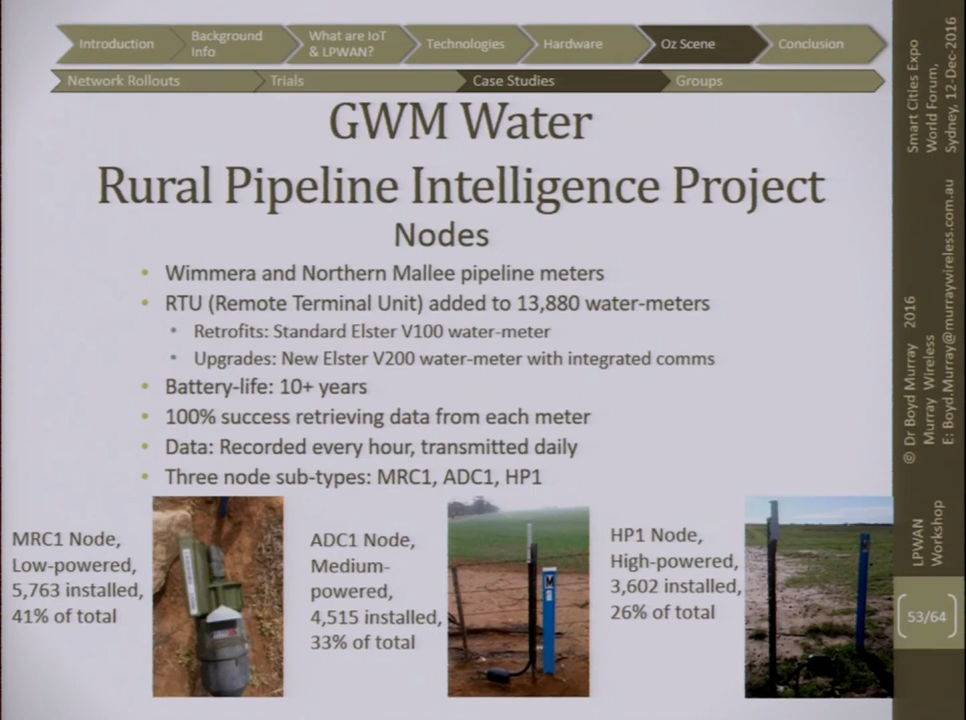 Introduction
Background
Info
What are IoT
& LPWAN?
Technologies
Hardware
Oz Scene
Conclusion
Network Rollouts
Trials
Case Studies
Groups
GWM Water
Rural Pipeline Intelligence Project
Nodes
• Wimmera and Northern Mallee pipeline meters
• RTU (Remote Terminal Unit) added to 13,880 water-meters
• Retrofits: Standard Elster V100 water-meter
• Upgrades: New Elster V200 water-meter with integrated comms
• Battery-life: 10+ years
• 100% success retrieving data from each meter
• Data: Recorded every hour, transmitted daily
• Three node sub-types: MRC1, ADC1, HP1
MRC1 Node,
Low-powered,
5,763 installed,
41% of total
ADC1 Node,
Medium-
powered,
4,515 installed,
33% of total
HP1 Node,
High-powered,
3,602 installed,
26% of total
Smart Cities Expo
World Forum,
Sydney, 12-Dec-2016
© Dr Boyd Murray 2016
Murray Wireless
E: Boyd.Murray@murraywireless.com.au
LPWAN
Workshop
53/64